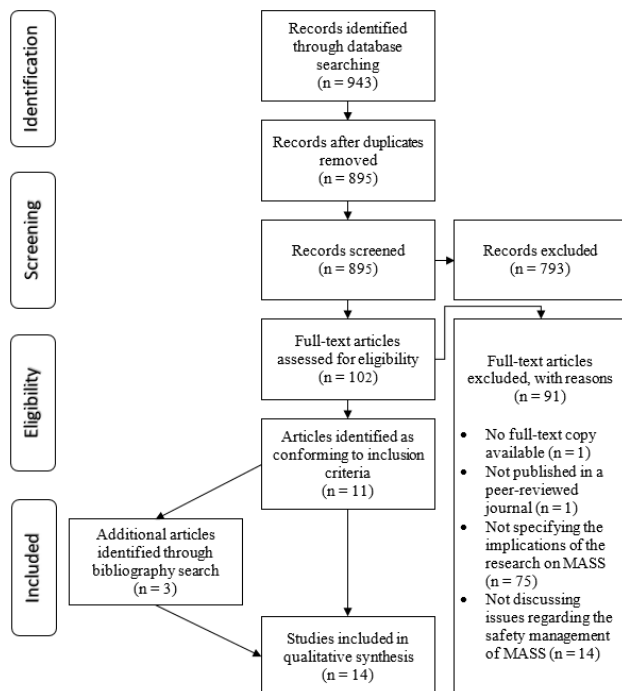 Identification
Records identified
through database
searching
(n = 943)
Records after duplicates
removed
(n = 895)
Screening
Records screened
(n = 895)
Records excluded
(n = 793)
Eligibility
Full-text articles
assessed for eligibility
(n = 102)
Full-text articles
excluded, with reasons
(n = 91)
• No full-text copy
available (n = 1)
• Not published in a
peer-reviewed
journal (n = 1)
• Not specifying the
implications of the
research on MASS
(n = 75)
• Not discussing
issues regarding the
safety management
of MASS (n = 14)
Articles identified as
conforming to inclusion
criteria
(n = 11)
Included
Additional articles
identified through
bibliography search
(n = 3)
Studies included in
qualitative synthesis
(n = 14)